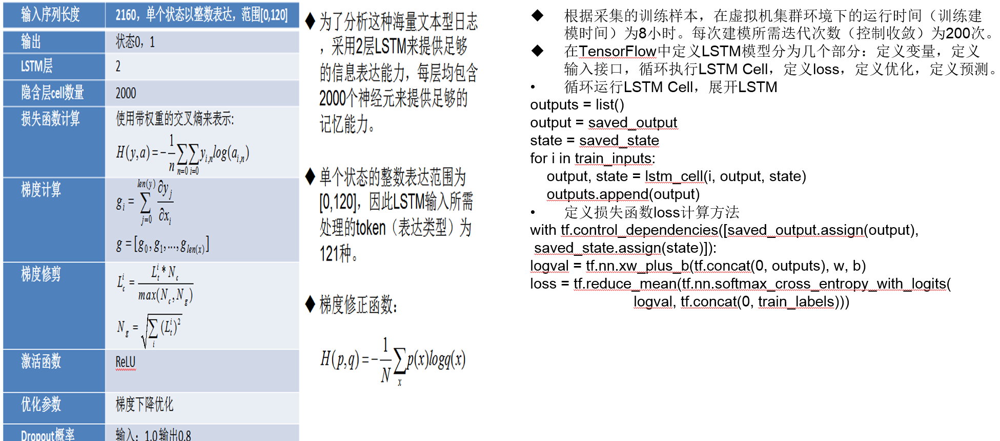 输入序列长度 2160，单个状态以整数表达，范围[0,120]
输出 状态0，1
LSTM层 2
隐含层cell数量 2000
损失函数计算 使用带权重的交叉熵来表示:
H(y,a)=-\frac{1}{n}\sum_{n=0}\sum_{i=0}y_{i,n}log(a_{i,n})
梯度计算 g_i=\sum_{j=0}^{len(y)}\frac{∂y_j}{∂x_i}
g=[g_0,g_1,...,g_{len(x)}]
梯度修剪 L_c^i=\frac{L_t^i*N_c}{max(N_c,N_g)}
N_g=\sqrt{\sum_i(L_t^i)^2}
激活函数 ReLU
优化参数 梯度下降优化
Dropout概率 输入：1.0 输出0.8
◆ 为了分析这种海量文本型日志
，采用2层LSTM来提供足够
的信息表达能力，每层均包含
2000个神经元来提供足够的
记忆能力。
◆ 单个状态的整数表达范围为
[0,120]，因此LSTM输入所需
处理的token（表达类型）为
121种。
◆ 梯度修正函数：
H(p,q)=-\frac{1}{N}\sum_x p(x)logq(x)
◆ 根据采集的训练样本，在虚拟机集群环境下的运行时间（训练建
模时间）为8小时。每次建模所需迭代次数（控制收敛）为200次。
◆ 在TensorFlow中定义LSTM模型分为几个部分：定义变量，定义
输入接口，循环执行LSTM Cell，定义loss，定义优化，定义预测。
• 循环运行LSTM Cell，展开LSTM
outputs = list()
output = saved_output
state = saved_state
for i in train_inputs:
output, state = lstm_cell(i, output, state)
outputs.append(output)
• 定义损失函数loss计算方法
with tf.control_dependencies([saved_output.assign(output),
saved_state.assign(state)]):
logval = tf.nn.xw_plus_b(tf.concat(0, outputs), w, b)
loss = tf.reduce_mean(tf.nn.softmax_cross_entropy_with_logits(
logval, tf.concat(0, train_labels)))